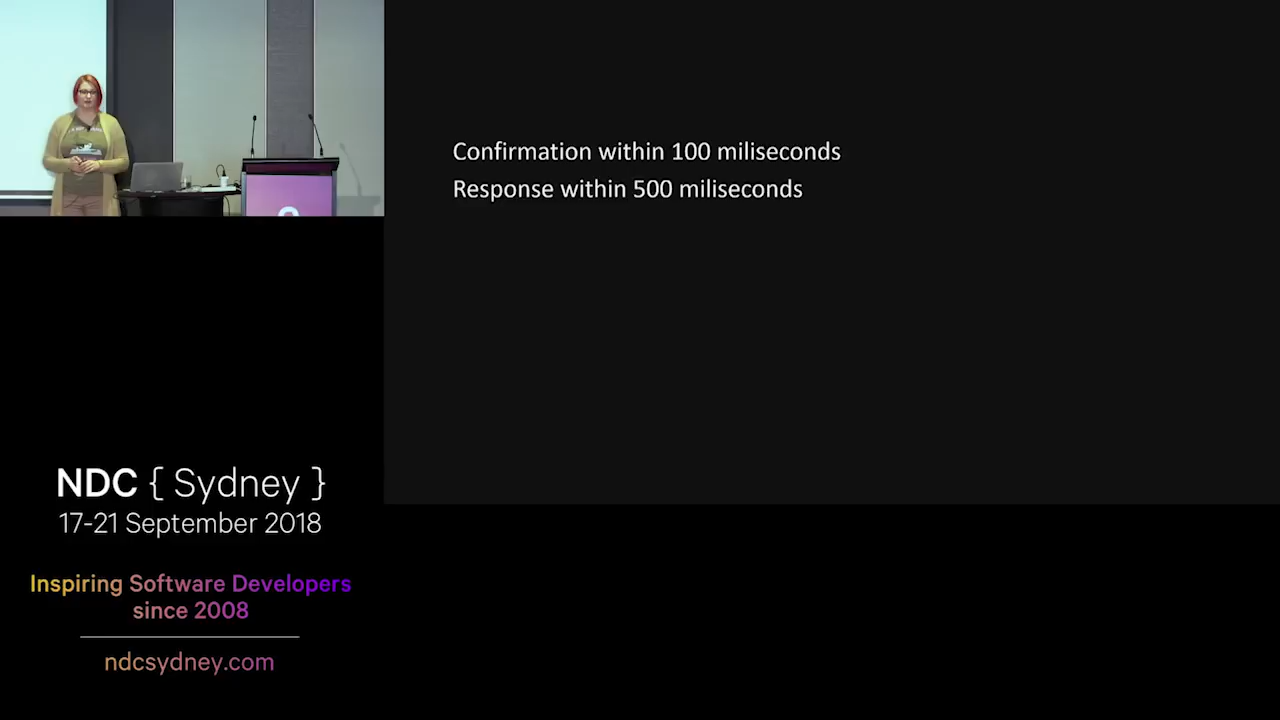 Confirmation within 100 miliseconds
Response within 500 miliseconds
NDC { Sydney }
17-21 September 2018
Inspiring Software Developers
since 2008
ndcsydney.com